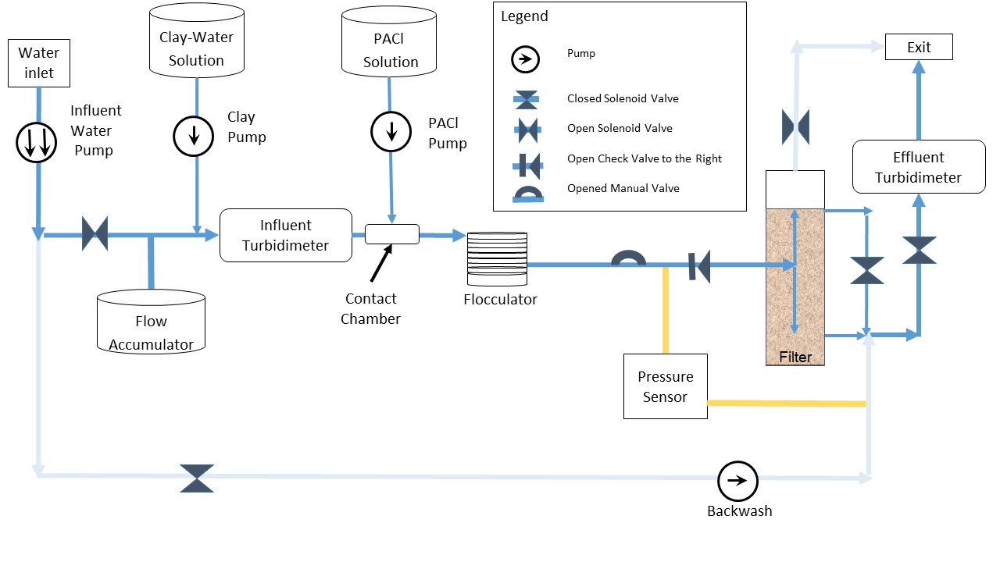 Water
inlet
Influent
Water
Pump
Clay-Water
Solution
Clay
Pump
PACl
Solution
PACl
Pump
Legend
Pump
Closed Solenoid Valve
Open Solenoid Valve
Open Check Valve to the Right
Opened Manual Valve
Exit
Effluent
Turbidimeter
Influent
Turbidimeter
Contact
Chamber
Flocculator
Flow
Accumulator
Filter
Pressure
Sensor
Backwash